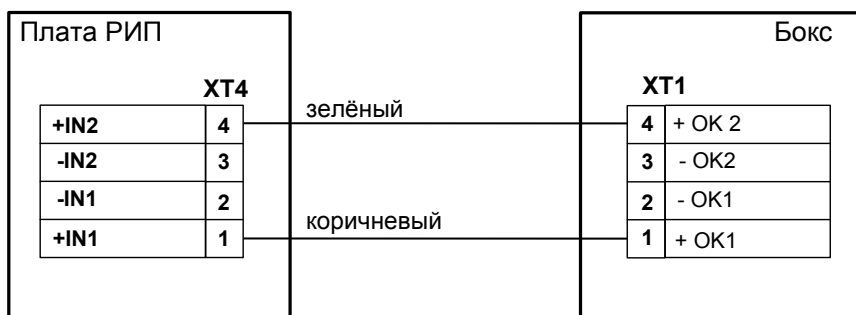 Плата РИП
Бокс
XT4
XT1
+IN2 4 зелёный 4 + OK 2
-IN2 3 3 - OK2
-IN1 2 2 - OK1
+IN1 1 коричневый 1 + OK1